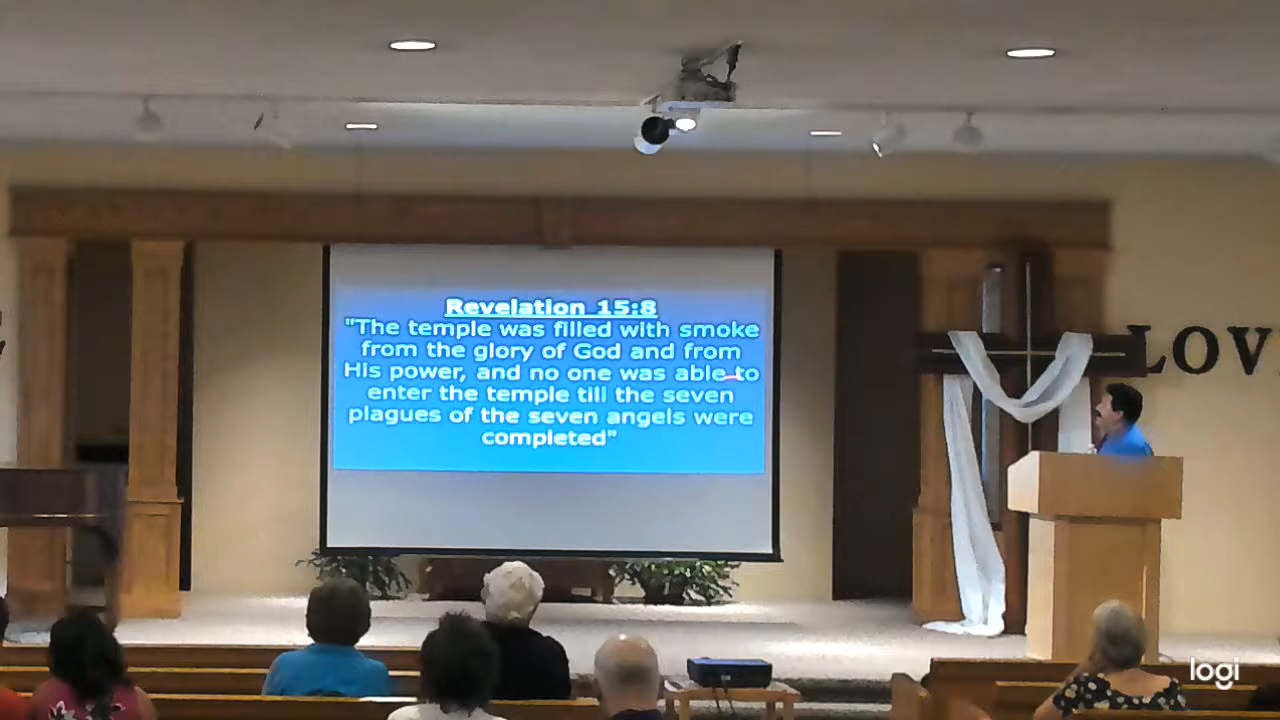 Revelation 15:8
"The temple was filled with smoke
from the glory of God and from
His power, and no one was able to
enter the temple till the seven
plagues of the seven angels were
completed"
LOV
logi